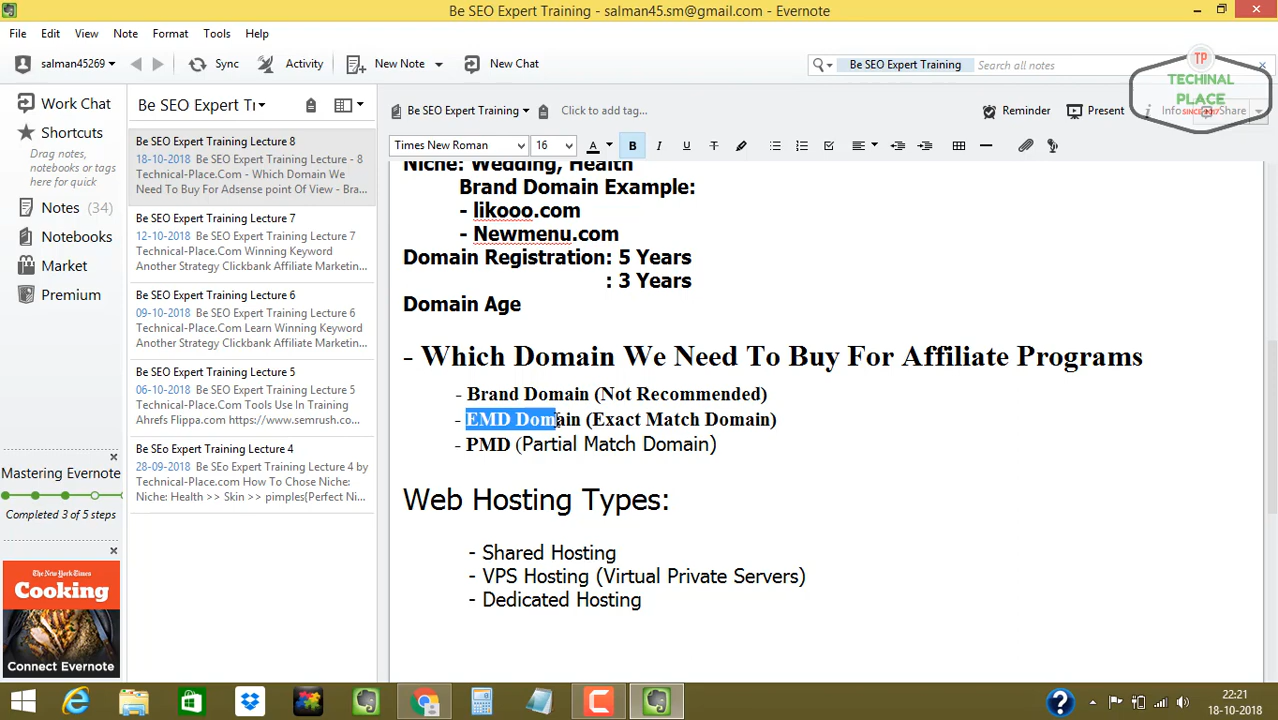 Be SEO Expert Training - salman45.sm@gmail.com - Evernote
File Edit View Note Format Tools Help
salman45269 Sync Activity New Note New Chat Be SEO Expert Training Search all notes
TP
TECHINAL
PLACE
SINCE 2017
Work Chat
Shortcuts
Drag notes,
notebooks or
tags here for
quick
Notes (34)
Notebooks
Market
Premium
Mastering Evernote
Completed 3 of 5 steps
The New York Times
Cooking
Connect Evernote
Be SEO Expert Tr
Be SEO Expert Training Lecture 8
18-10-2018 Be SEO Expert Training Lecture - 8
Technical-Place.Com - Which Domain We
Need To Buy For Adsense point Of View - Bra...
Be SEO Expert Training Lecture 7
12-10-2018 Be SEO Expert Training Lecture 7
Technical-Place.Com Winning Keyword
Another Strategy Clickbank Affiliate Marketin...
Be SEO Expert Training Lecture 6
09-10-2018 Be SEO Expert Training Lecture 6
Technical-Place.Com Learn Winning Keyword
Another Strategy Clickbank Affiliate Marketin...
Be SEO Expert Training Lecture 5
06-10-2018 Be SEO Expert Training Lecture 5
Technical-Place.Com Tools Use In Training
Ahrefs Flippa.com https://www.semrush.co...
Be SEo Expert Training Lecture 4
28-09-2018 Be SEO Expert Training Lecture 4 by
Technical-Place.com How To Chose Niche:
Niche: Health >> Skin >> pimples(Perfect Ni...
Be SEO Expert Training Click to add tag... Reminder Present Info Share
Times New Roman 16 A B I U T
Niche: Wedding, Health
Brand Domain Example:
- likooo.com
- Newmenu.com
Domain Registration: 5 Years
: 3 Years
Domain Age
- Which Domain We Need To Buy For Affiliate Programs
- Brand Domain (Not Recommended)
- EMD Domain (Exact Match Domain)
- PMD (Partial Match Domain)
Web Hosting Types:
- Shared Hosting
- VPS Hosting (Virtual Private Servers)
- Dedicated Hosting
22:21
18-10-2018